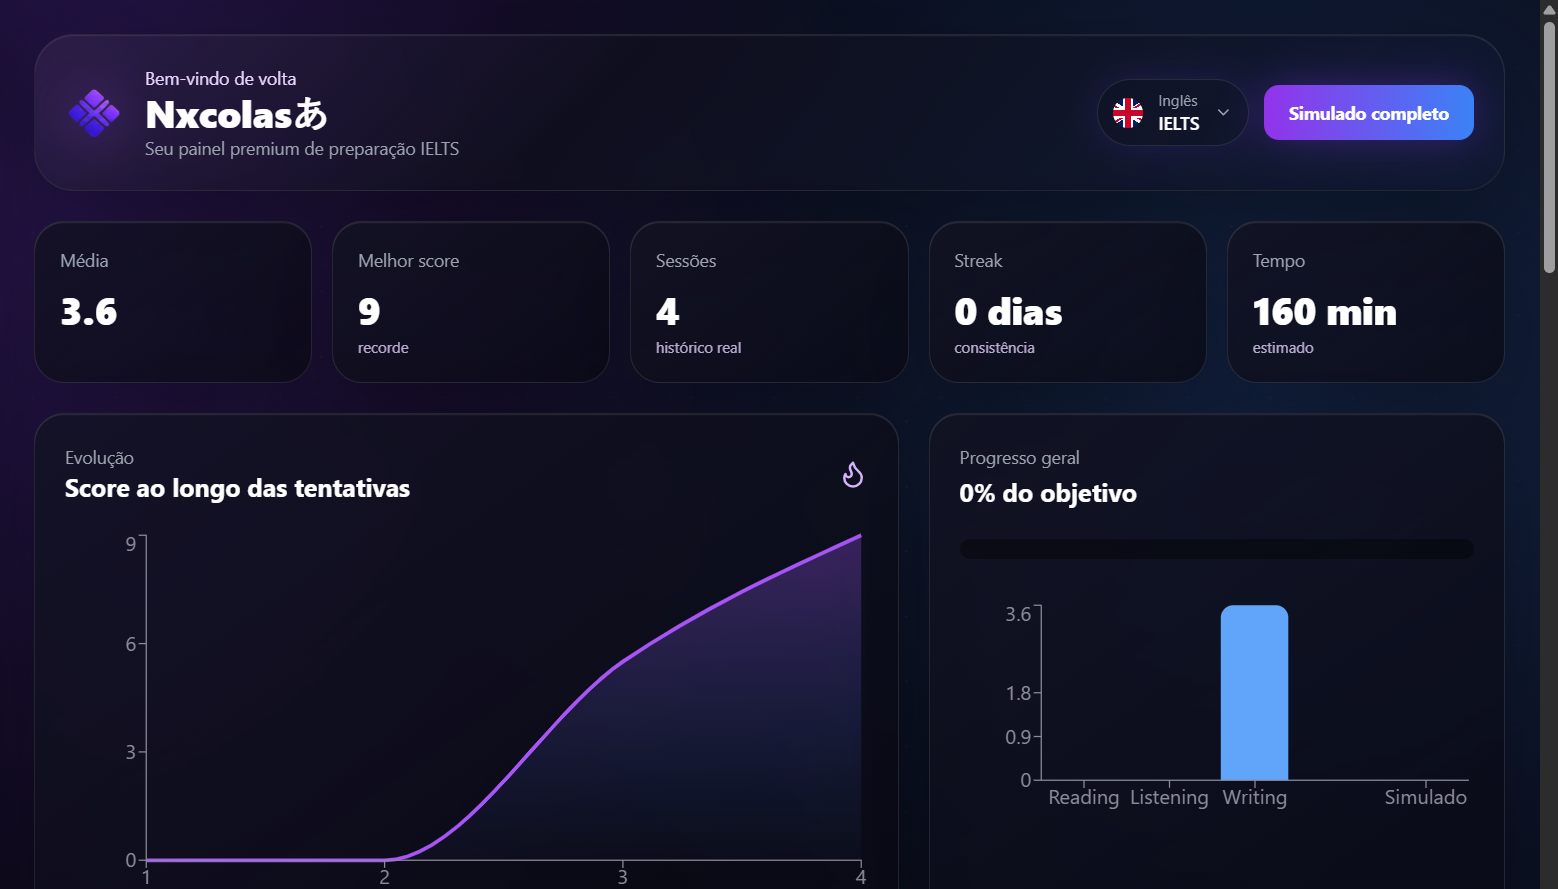 Bem-vindo de volta
Nxcolasあ
Seu painel premium de preparação IELTS
Inglês
IELTS
Simulado completo
Média
3.6
Melhor score
9
recorde
Sessões
4
histórico real
Streak
0 dias
consistência
Tempo
160 min
estimado
Evolução
Score ao longo das tentativas
9
6
3
0
1 2 3 4
Progresso geral
0% do objetivo
3.6
1.8
0.9
0
Reading Listening Writing Simulado